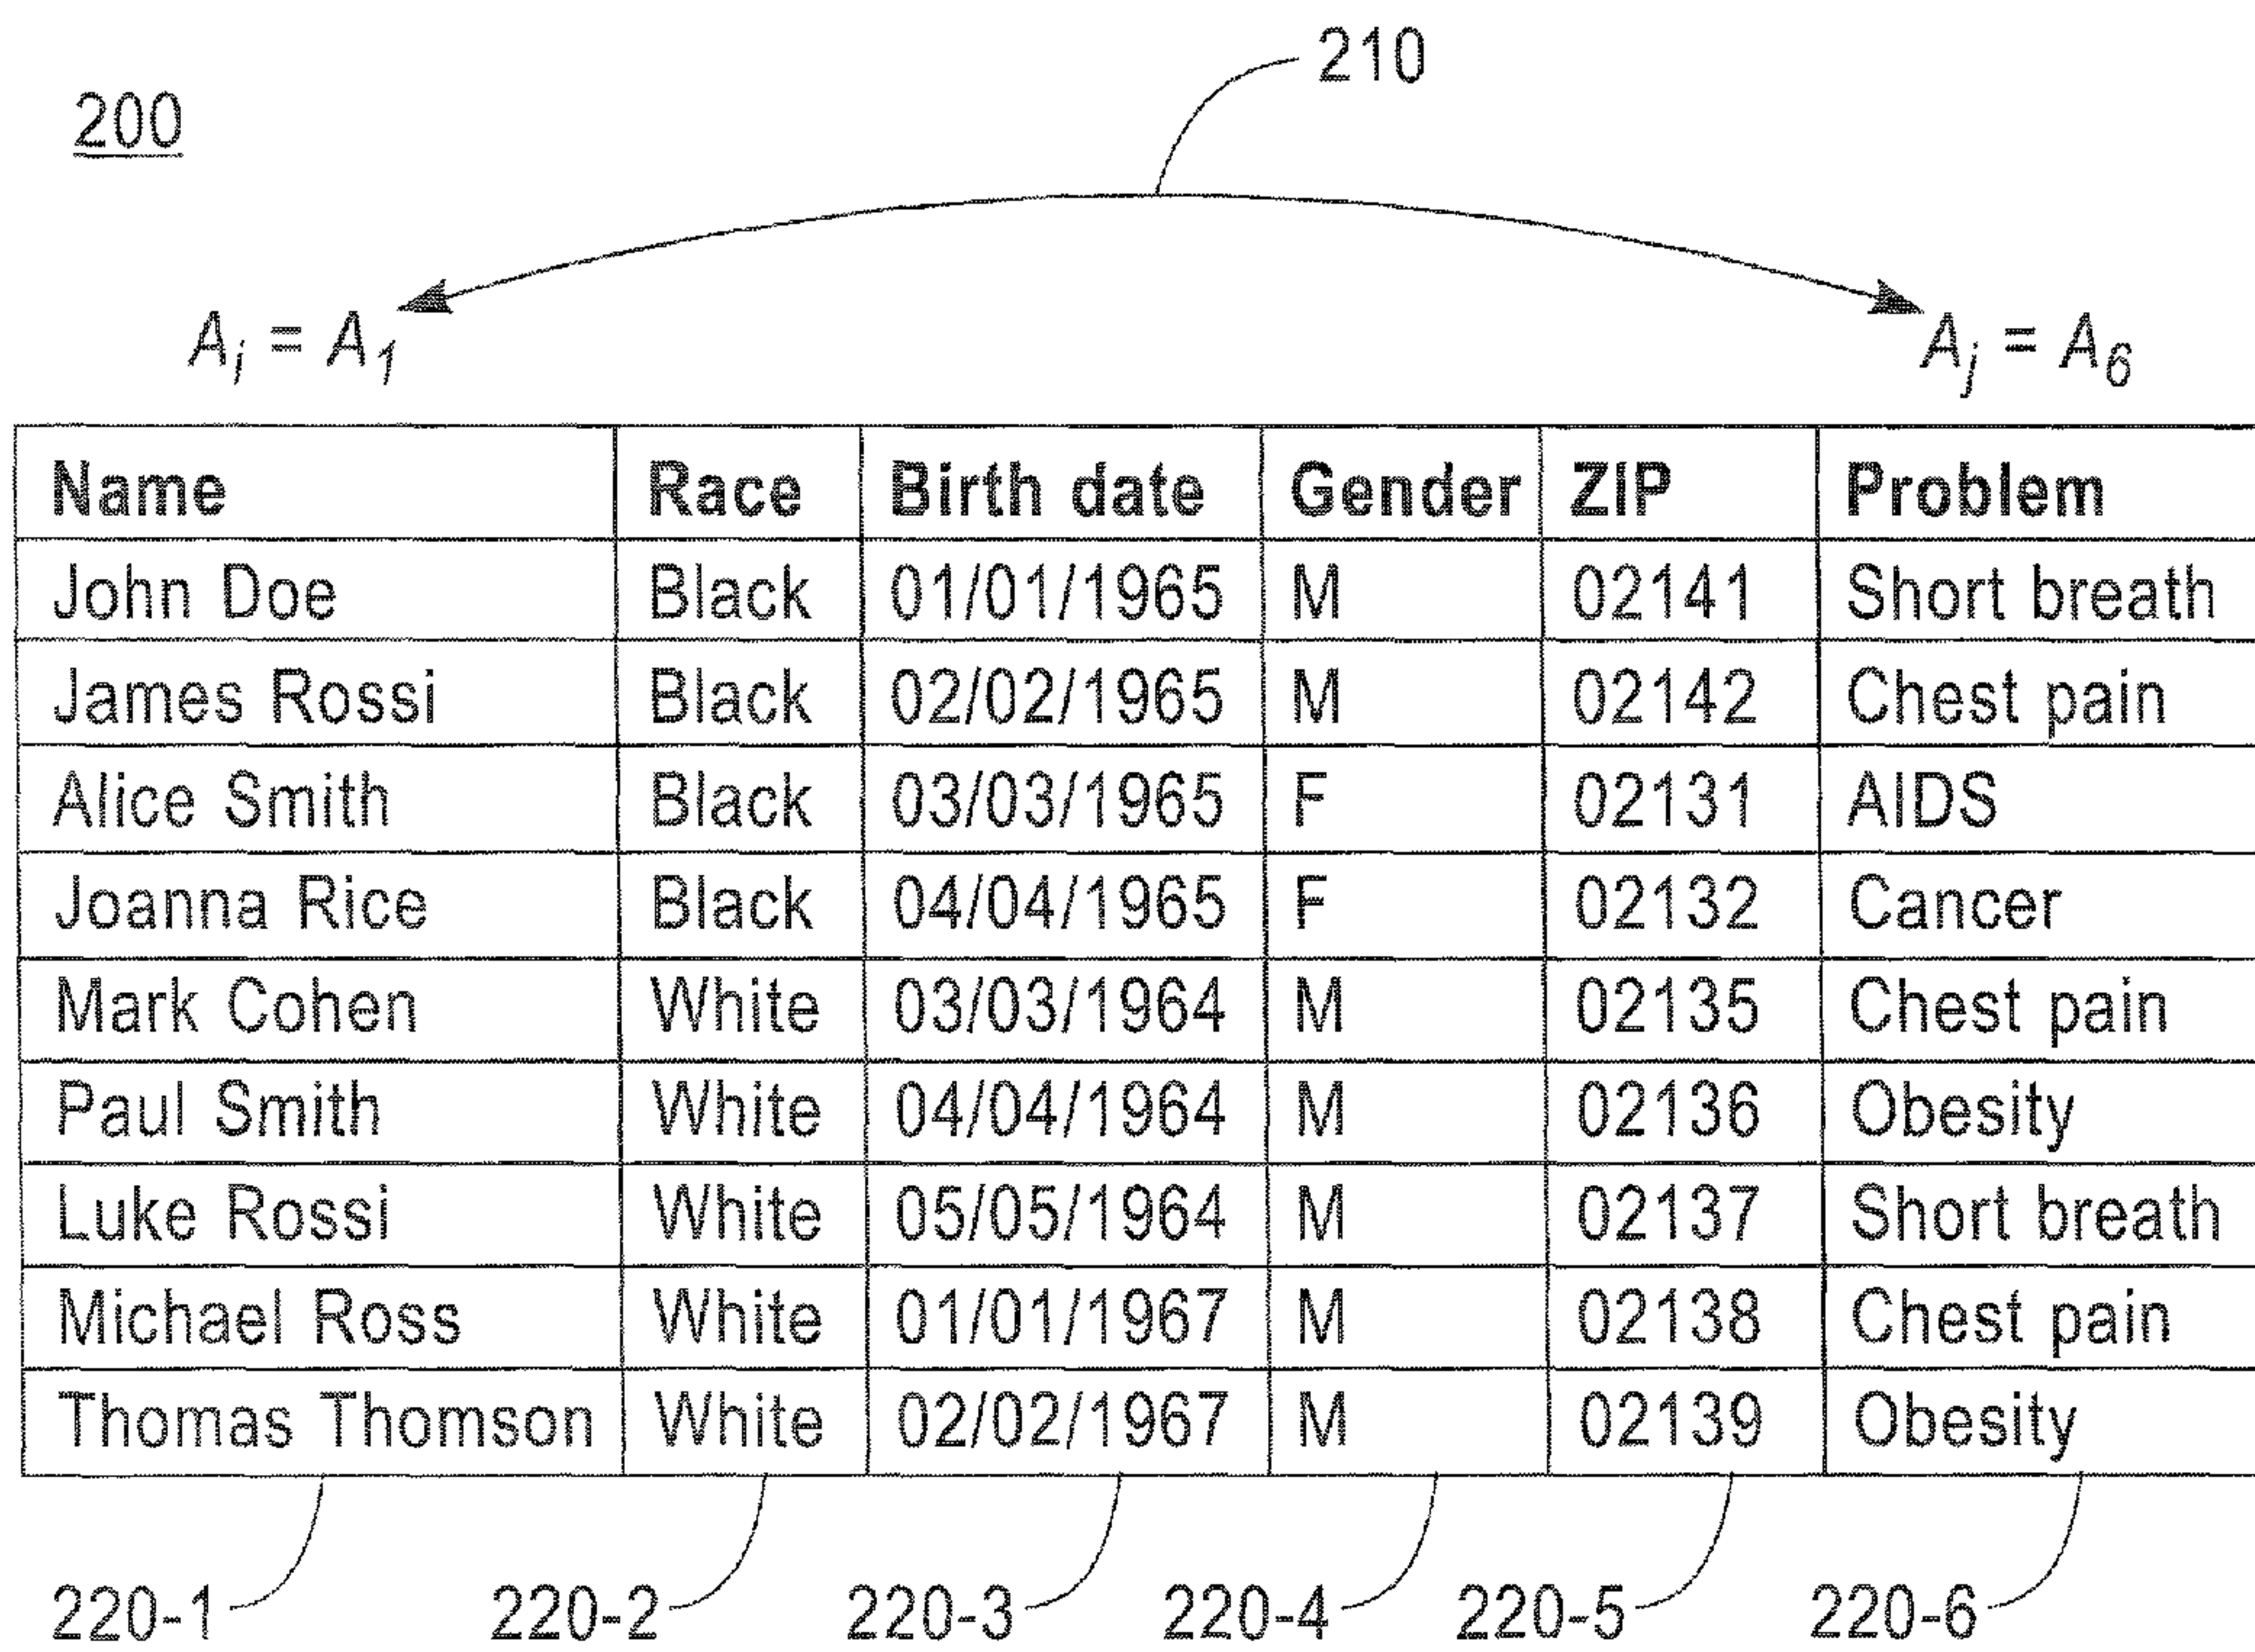 210
200
A_i = A_1 A_j = A_6
Name Race Birth date Gender ZIP Problem
John Doe Black 01/01/1965 M 02141 Short breath
James Rossi Black 02/02/1965 M 02142 Chest pain
Alice Smith Black 03/03/1965 F 02131 AIDS
Joanna Rice Black 04/04/1965 F 02132 Cancer
Mark Cohen White 03/03/1964 M 02135 Chest pain
Paul Smith White 04/04/1964 M 02136 Obesity
Luke Rossi White 05/05/1964 M 02137 Short breath
Michael Ross White 01/01/1967 M 02138 Chest pain
Thomas Thomson White 02/02/1967 M 02139 Obesity
220-1 220-2 220-3 220-4 220-5 220-6